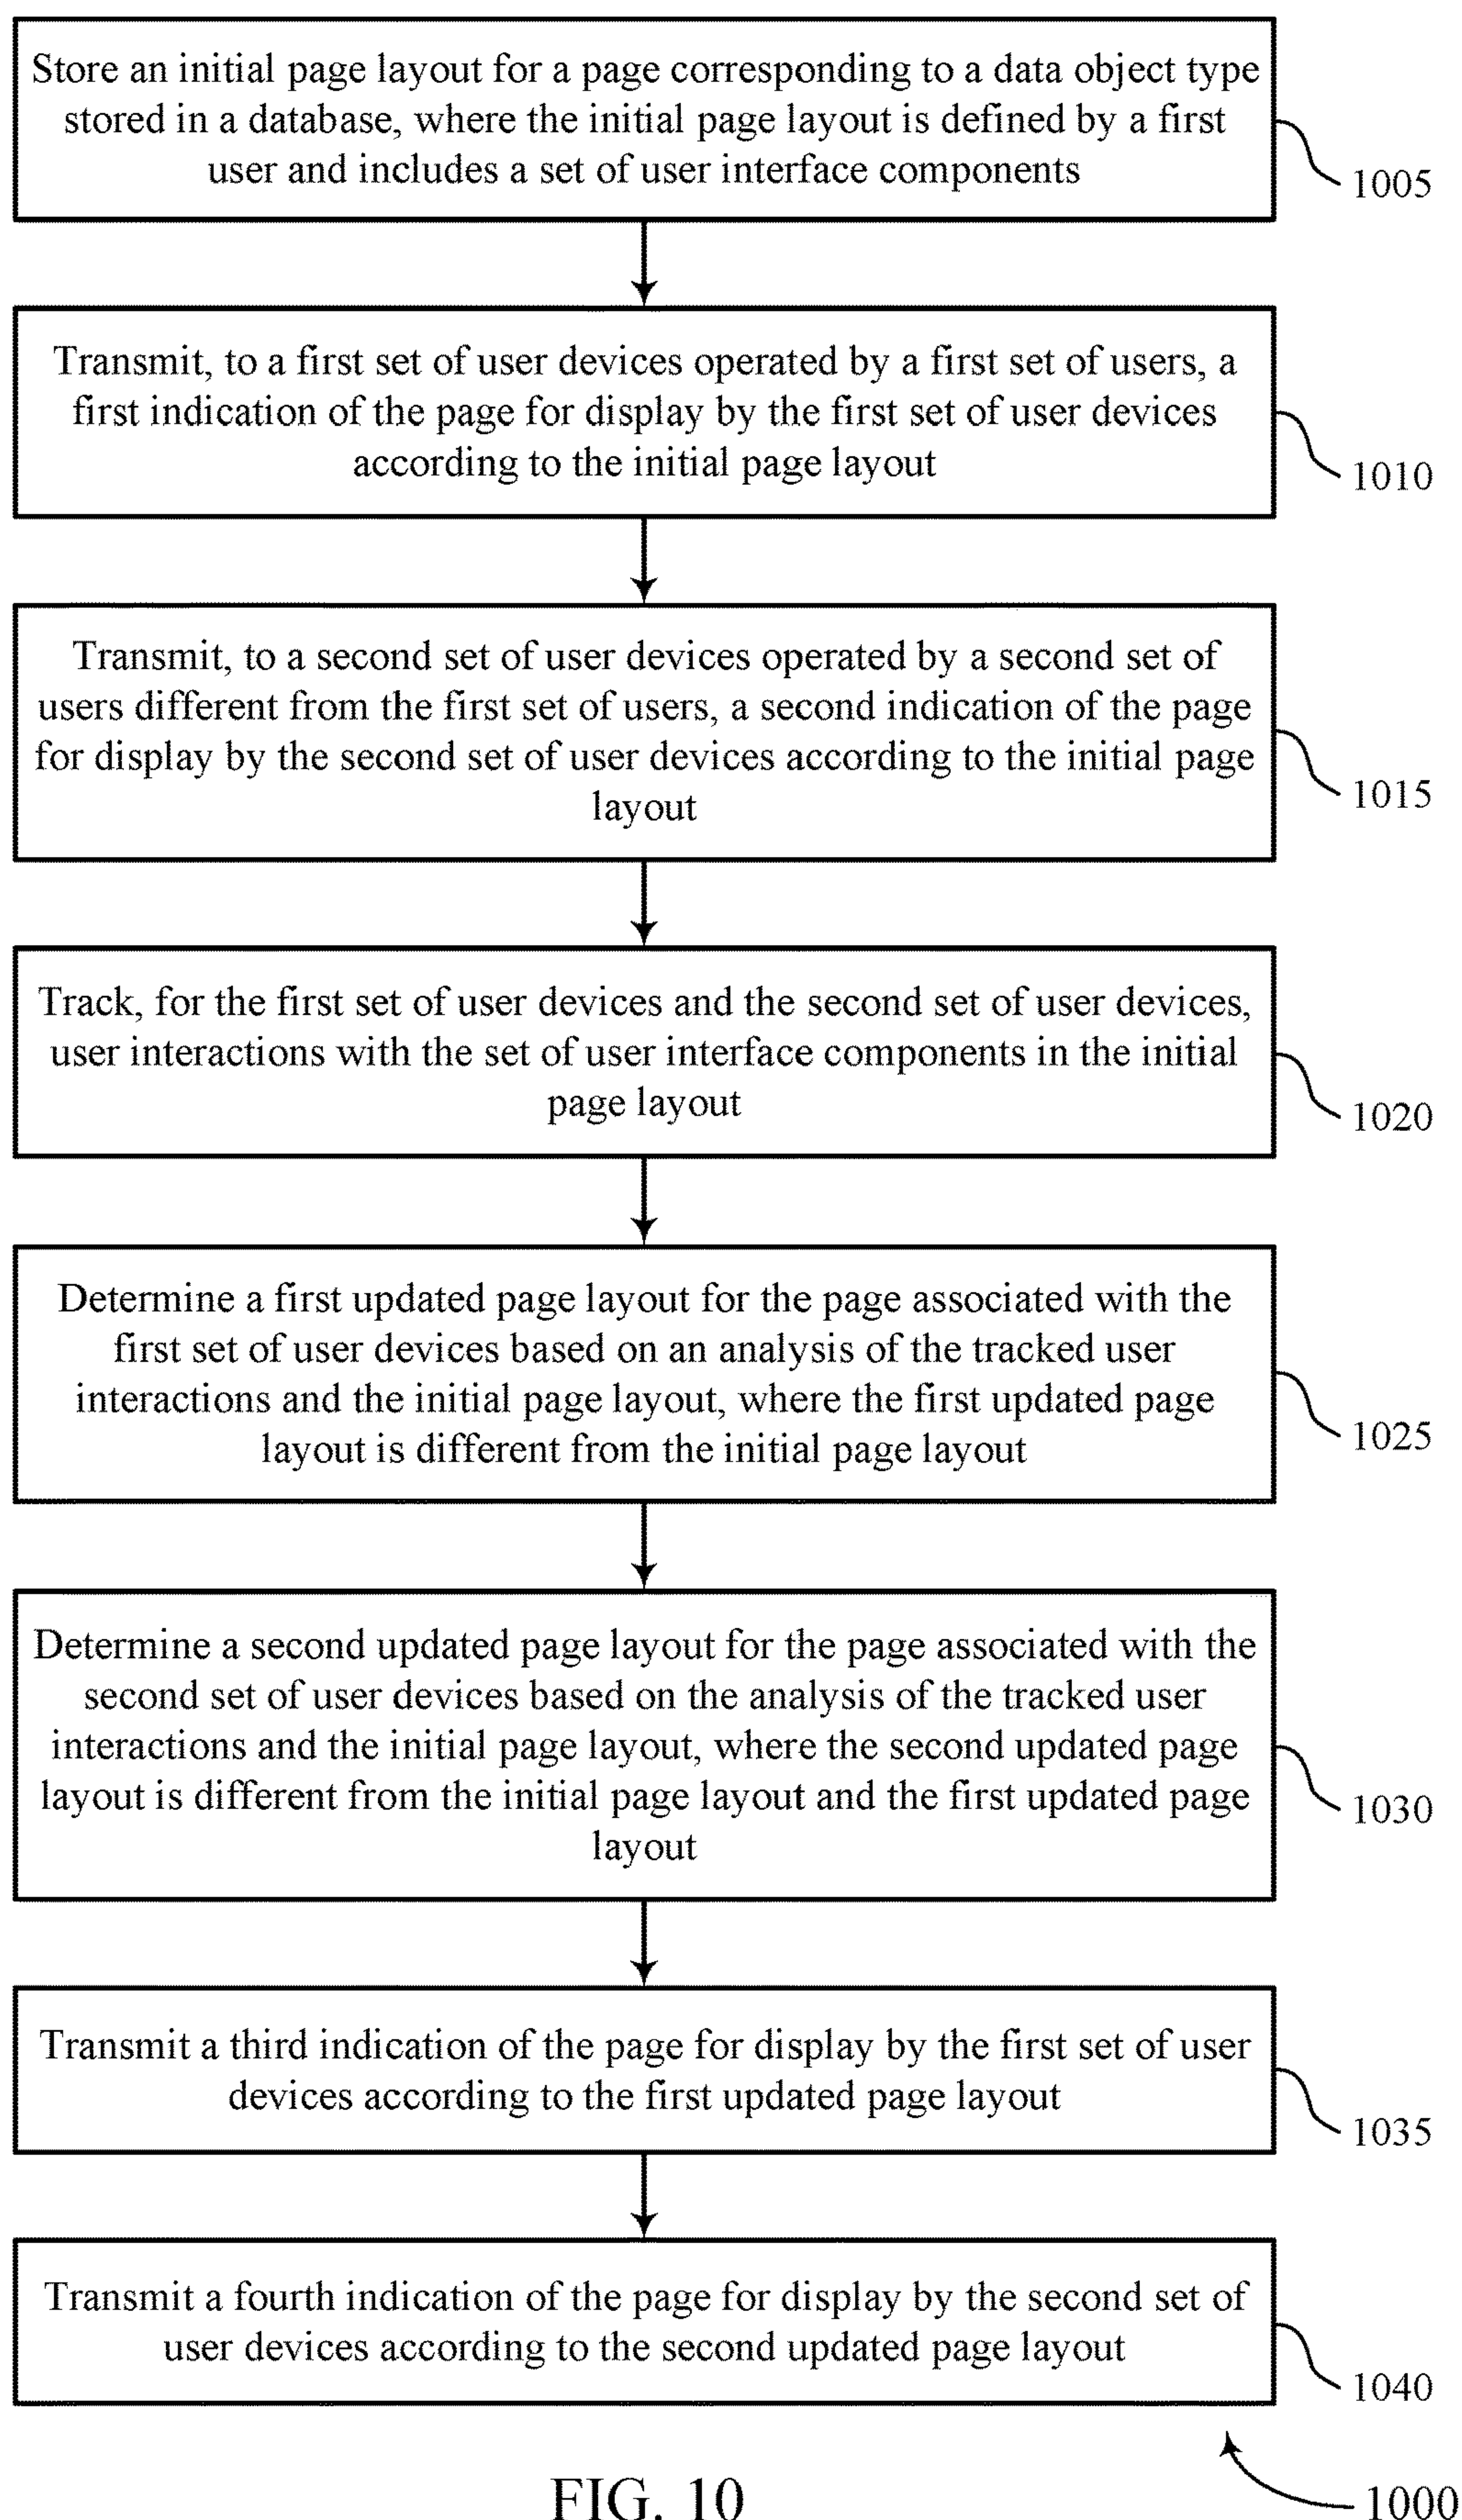 Store an initial page layout for a page corresponding to a data object type
stored in a database, where the initial page layout is defined by a first
user and includes a set of user interface components
1005
Transmit, to a first set of user devices operated by a first set of users, a
first indication of the page for display by the first set of user devices
according to the initial page layout
1010
Transmit, to a second set of user devices operated by a second set of
users different from the first set of users, a second indication of the page
for display by the second set of user devices according to the initial page
layout
1015
Track, for the first set of user devices and the second set of user devices,
user interactions with the set of user interface components in the initial
page layout
1020
Determine a first updated page layout for the page associated with the
first set of user devices based on an analysis of the tracked user
interactions and the initial page layout, where the first updated page
layout is different from the initial page layout
1025
Determine a second updated page layout for the page associated with the
second set of user devices based on the analysis of the tracked user
interactions and the initial page layout, where the second updated page
layout is different from the initial page layout and the first updated page
layout
1030
Transmit a third indication of the page for display by the first set of user
devices according to the first updated page layout
1035
Transmit a fourth indication of the page for display by the second set of
user devices according to the second updated page layout
1040
FIG. 10
1000